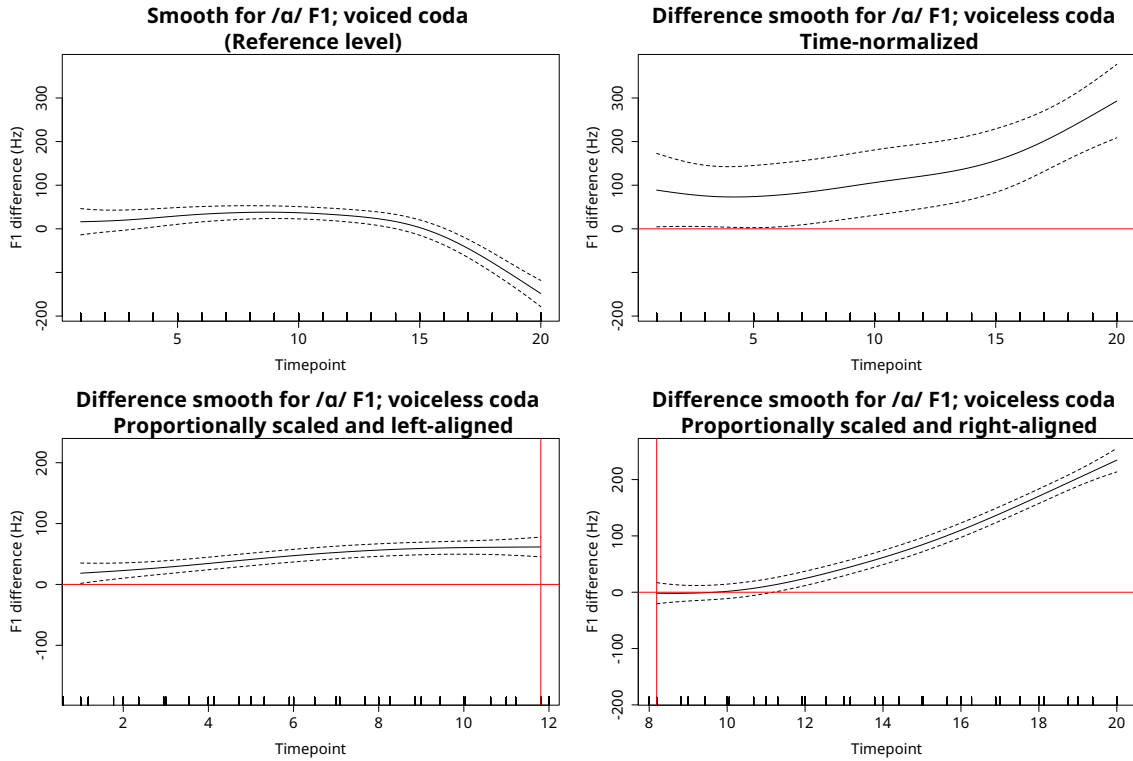 Smooth for /ɑ/ F1; voiced coda
(Reference level)
F1 difference (Hz)
300
200
100
0
-200
5
10
15
20
Timepoint
Difference smooth for /ɑ/ F1; voiceless coda
Time-normalized
F1 difference (Hz)
300
200
100
0
-200
5
10
15
20
Timepoint
Difference smooth for /ɑ/ F1; voiceless coda
Proportionally scaled and left-aligned
F1 difference (Hz)
200
100
0
-100
2
4
6
8
10
12
Timepoint
Difference smooth for /ɑ/ F1; voiceless coda
Proportionally scaled and right-aligned
F1 difference (Hz)
200
100
0
-100
-200
8
10
12
14
16
18
20
Timepoint